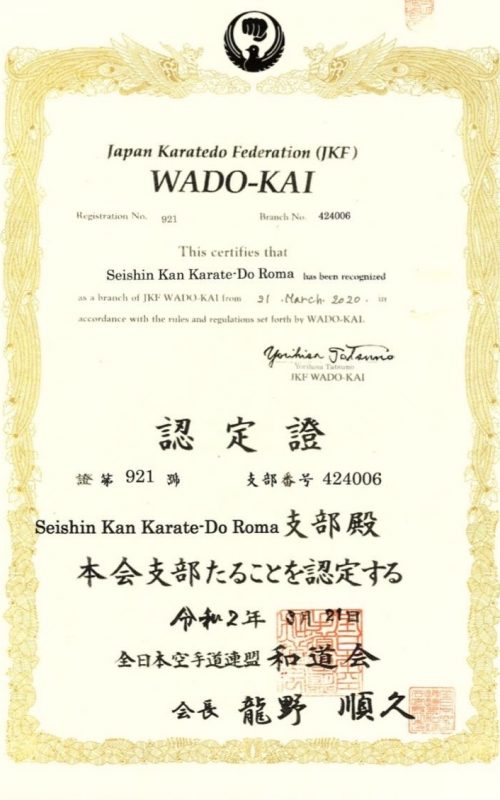 Japan Karatedo Federation (JKF)
WADO-KAI
Registration No. 921 Branch No. 424006
This certifies that
Seishin Kan Karate-Do Roma has been recognized
as a branch of JKF WADO-KAI from 21 March 2020 in
accordance with the rules and regulations set forth by WADO-KAI.
Yorihisa Tatsuno
Yorihisa Tatsuno
JKF WADO-KAI
認定證
證第 921 號 支部番号 424006
Seishin Kan Karate-Do Roma 支部殿
本会支部たることを認定する
令和2年 3月 21日
全日本空手道連盟 和道会
会長 龍野 順久